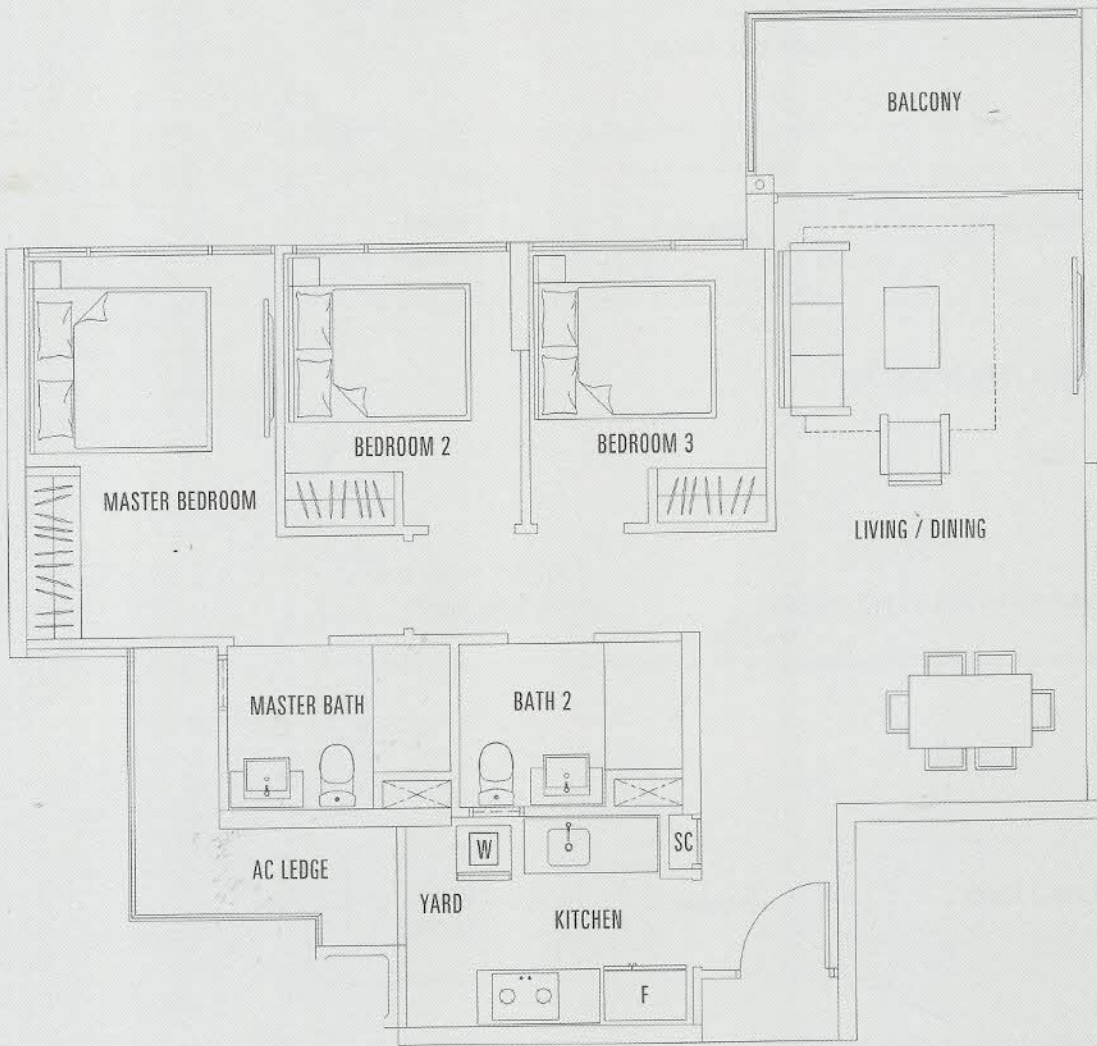 BALCONY
BEDROOM 2
BEDROOM 3
MASTER BEDROOM
LIVING / DINING
MASTER BATH
BATH 2
W
SC
AC LEDGE
YARD
KITCHEN
F